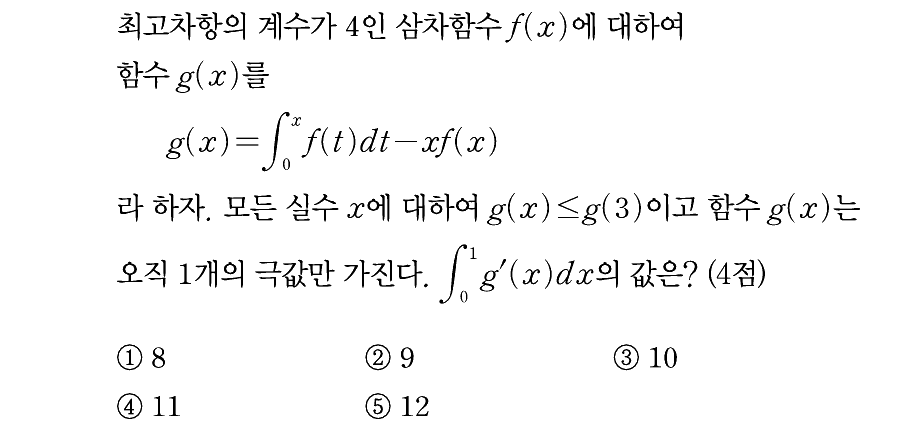 최고차항의 계수가 4인 삼차함수 f(x)에 대하여
함수 g(x)를
g(x)=∫₀ˣ f(t)dt−xf(x)
라 하자. 모든 실수 x에 대하여 g(x)≤g(3)이고 함수 g(x)는
오직 1개의 극값만 가진다. ∫₀¹ g′(x)dx의 값은? (4점)
① 8 ② 9 ③ 10
④ 11 ⑤ 12